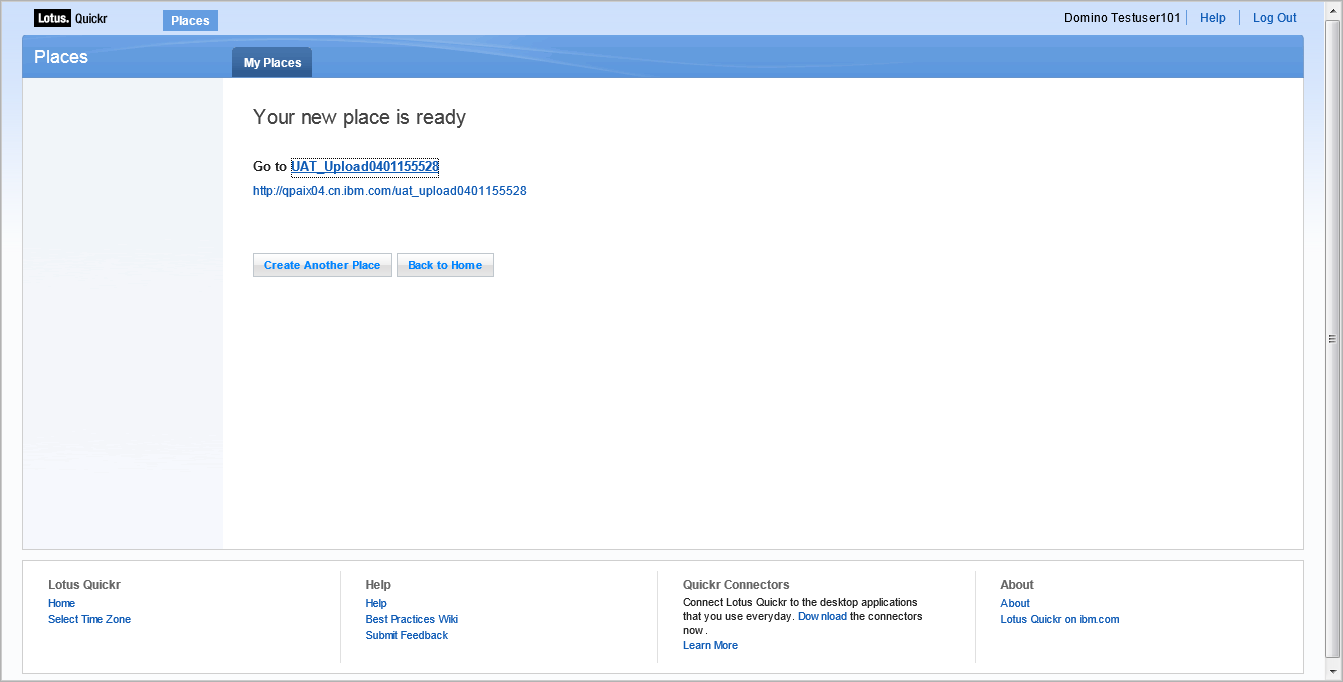 Lotus. Quickr
Places
Domino Testuser101
Help
Log Out
Places
My Places
Your new place is ready
Go to UAT_Upload0401155528
http://qpaix04.cn.ibm.com/uat_upload0401155528
Create Another Place
Back to Home
Lotus Quickr
Home
Select Time Zone
Help
Help
Best Practices Wiki
Submit Feedback
Quickr Connectors
Connect Lotus Quickr to the desktop applications
that you use everyday. Download the connectors
now .
Learn More
About
About
Lotus Quickr on ibm.com